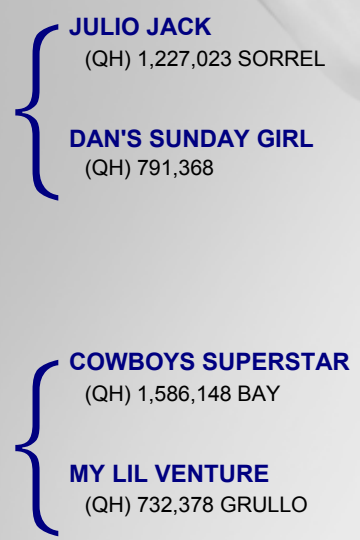 JULIO JACK
(QH) 1,227,023 SORREL
DAN'S SUNDAY GIRL
(QH) 791,368
COWBOYS SUPERSTAR
(QH) 1,586,148 BAY
MY LIL VENTURE
(QH) 732,378 GRULLO